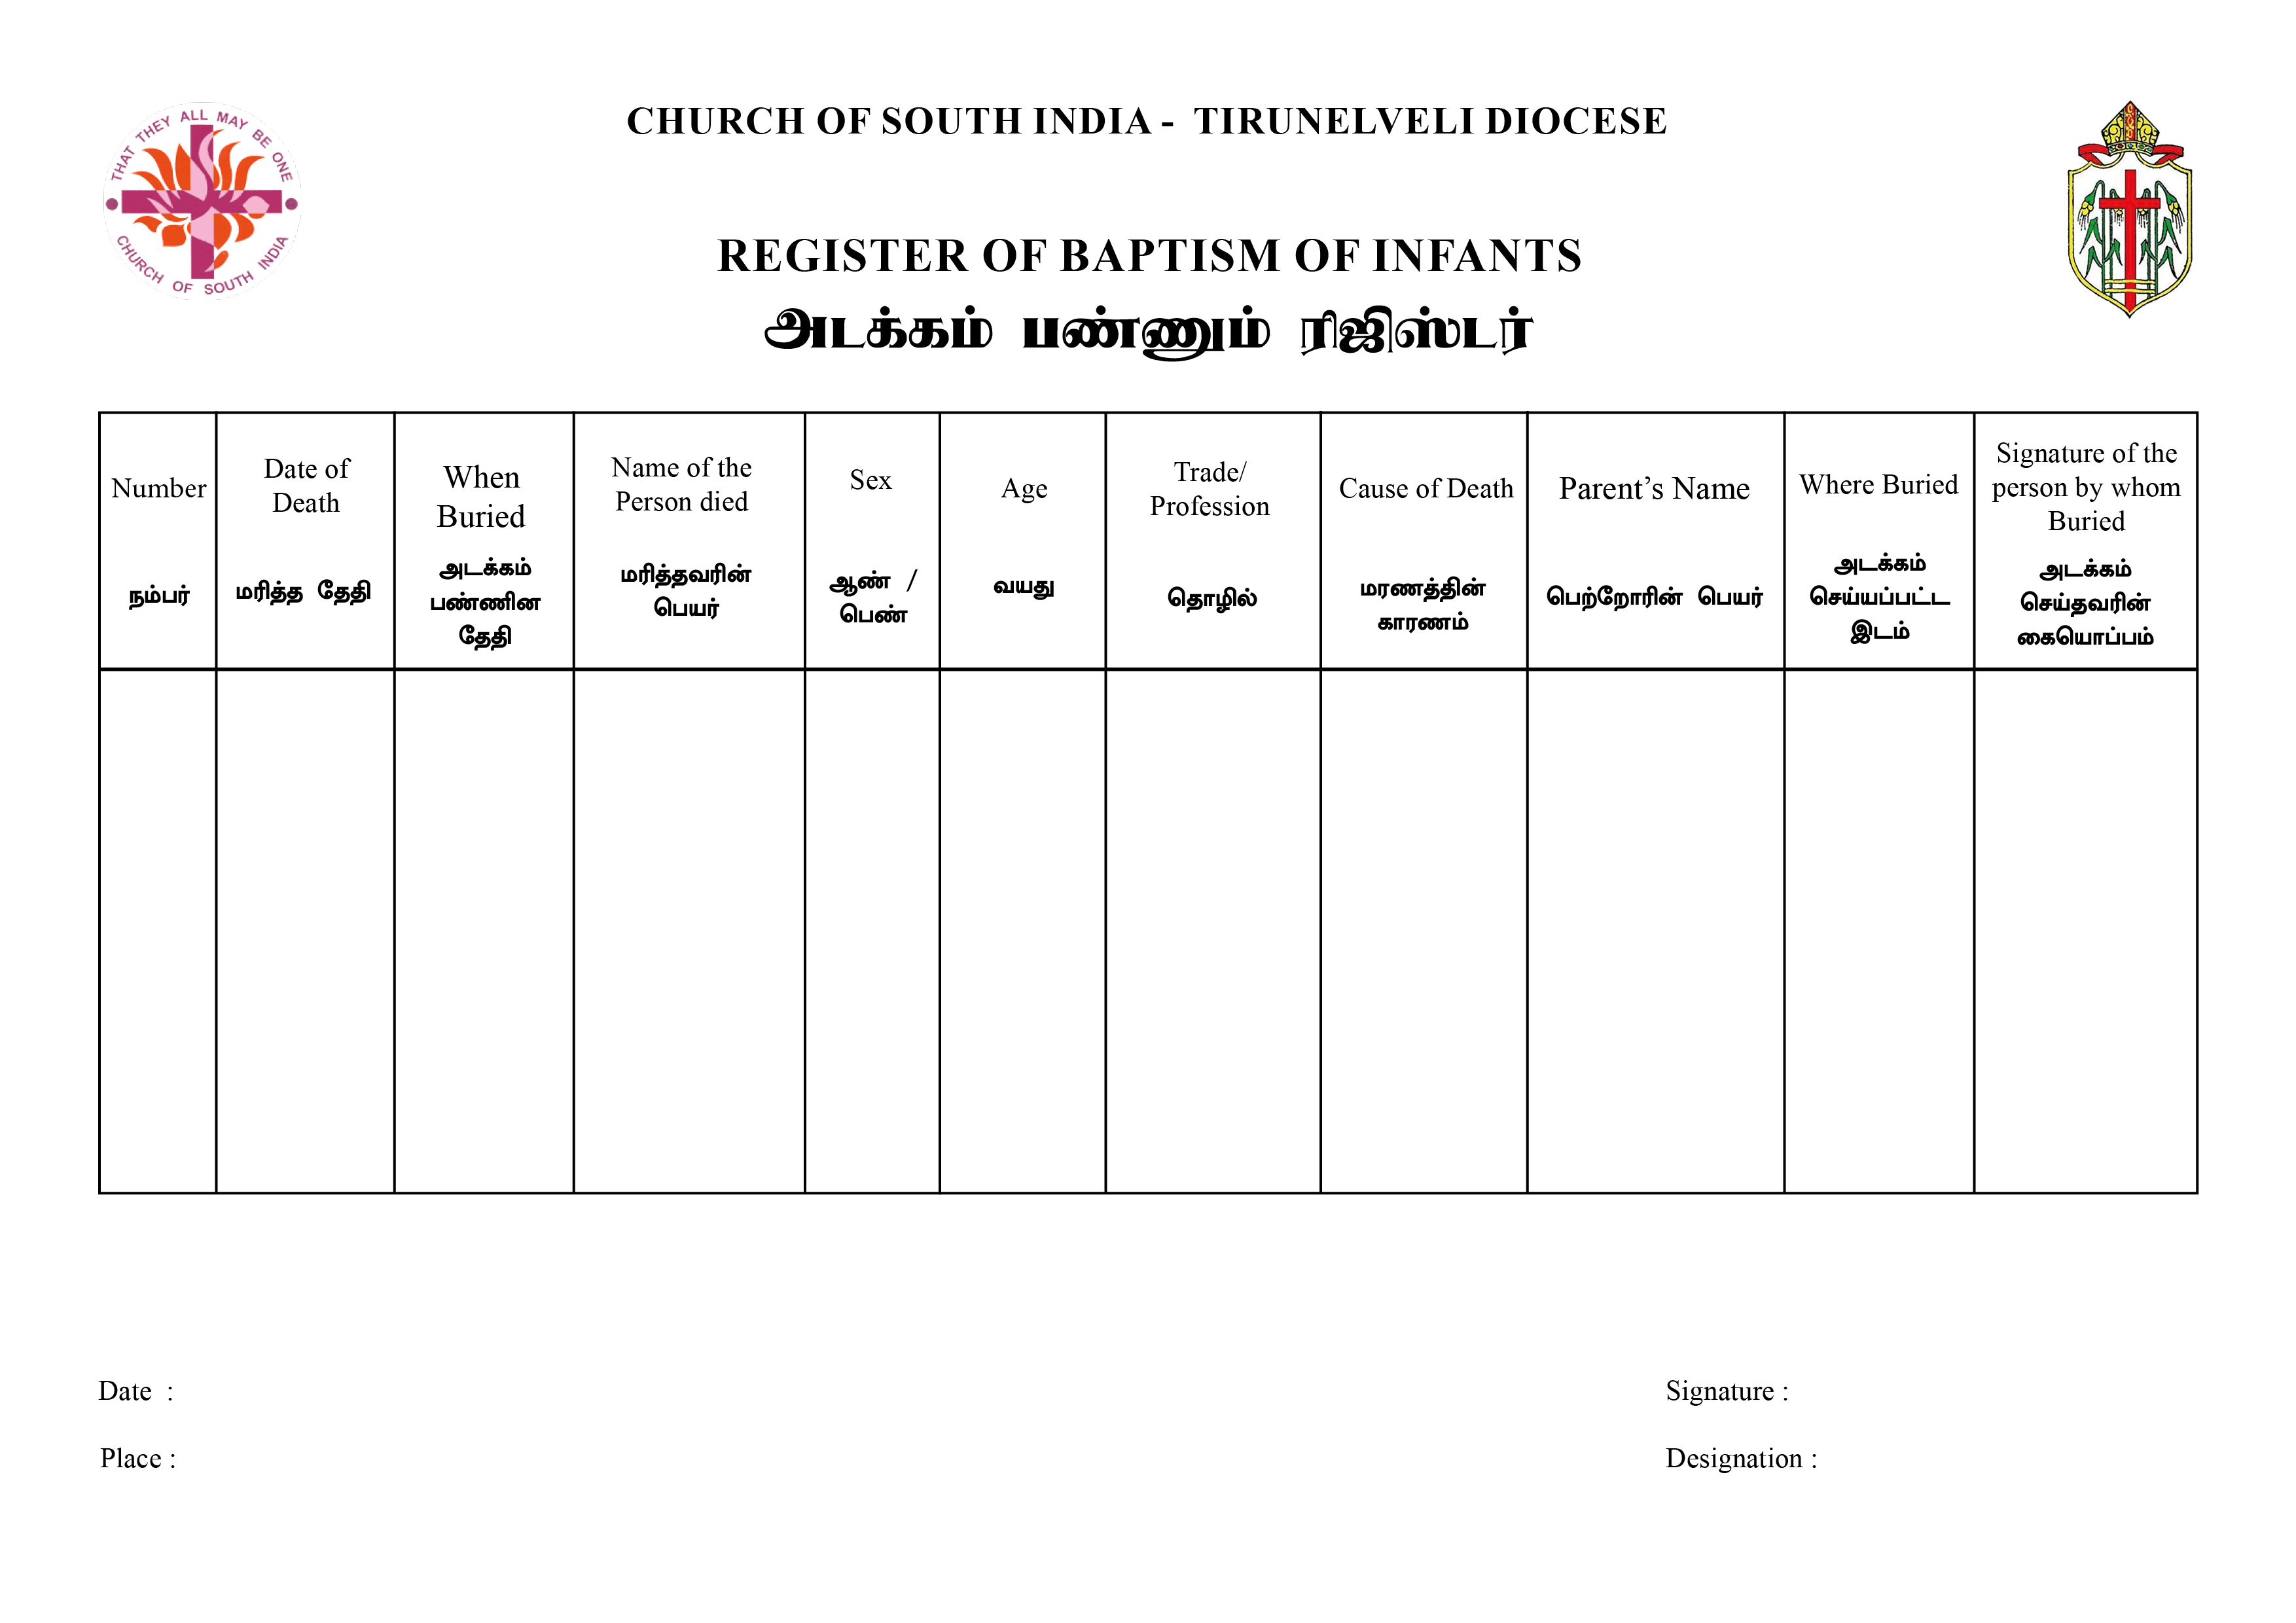 THAT THEY ALL MAY BE ONE
CHURCH OF SOUTH INDIA
CHURCH OF SOUTH INDIA - TIRUNELVELI DIOCESE
REGISTER OF BAPTISM OF INFANTS
அடக்கம் பண்ணும் ரிஜிஸ்டர்
Number
நம்பர்
Date of
Death
மரித்த தேதி
When
Buried
அடக்கம்
பண்ணின
தேதி
Name of the
Person died
மரித்தவரின்
பெயர்
Sex
ஆண் /
பெண்
Age
வயது
Trade/
Profession
தொழில்
Cause of Death
மரணத்தின்
காரணம்
Parent’s Name
பெற்றோரின் பெயர்
Where Buried
அடக்கம்
செய்யப்பட்ட
இடம்
Signature of the
person by whom
Buried
அடக்கம்
செய்தவரின்
கையொப்பம்
Date :
Signature :
Place :
Designation :